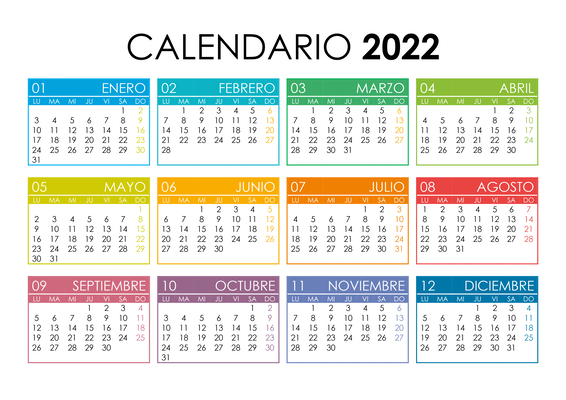 CALENDARIO 2022
01 ENERO
LU MA MI JU VI SA DO
1 2
3 4 5 6 7 8 9
10 11 12 13 14 15 16
17 18 19 20 21 22 23
24 25 26 27 28 29 30
31
02 FEBRERO
LU MA MI JU VI SA DO
1 2 3 4 5 6
7 8 9 10 11 12 13
14 15 16 17 18 19 20
21 22 23 24 25 26 27
28
03 MARZO
LU MA MI JU VI SA DO
1 2 3 4 5 6
7 8 9 10 11 12 13
14 15 16 17 18 19 20
21 22 23 24 25 26 27
28 29 30 31
04 ABRIL
LU MA MI JU VI SA DO
1 2 3
4 5 6 7 8 9 10
11 12 13 14 15 16 17
18 19 20 21 22 23 24
25 26 27 28 29 30
05 MAYO
LU MA MI JU VI SA DO
1
2 3 4 5 6 7 8
9 10 11 12 13 14 15
16 17 18 19 20 21 22
23 24 25 26 27 28 29
30 31
06 JUNIO
LU MA MI JU VI SA DO
1 2 3 4 5
6 7 8 9 10 11 12
13 14 15 16 17 18 19
20 21 22 23 24 25 26
27 28 29 30
07 JULIO
LU MA MI JU VI SA DO
1 2 3
4 5 6 7 8 9 10
11 12 13 14 15 16 17
18 19 20 21 22 23 24
25 26 27 28 29 30 31
08 AGOSTO
LU MA MI JU VI SA DO
1 2 3 4 5 6 7
8 9 10 11 12 13 14
15 16 17 18 19 20 21
22 23 24 25 26 27 28
29 30 31
09 SEPTIEMBRE
LU MA MI JU VI SA DO
1 2 3 4
5 6 7 8 9 10 11
12 13 14 15 16 17 18
19 20 21 22 23 24 25
26 27 28 29 30
10 OCTUBRE
LU MA MI JU VI SA DO
1 2
3 4 5 6 7 8 9
10 11 12 13 14 15 16
17 18 19 20 21 22 23
24 25 26 27 28 29 30
31
11 NOVIEMBRE
LU MA MI JU VI SA DO
1 2 3 4 5 6
7 8 9 10 11 12 13
14 15 16 17 18 19 20
21 22 23 24 25 26 27
28 29 30
12 DICIEMBRE
LU MA MI JU VI SA DO
1 2 3 4
5 6 7 8 9 10 11
12 13 14 15 16 17 18
19 20 21 22 23 24 25
26 27 28 29 30 31